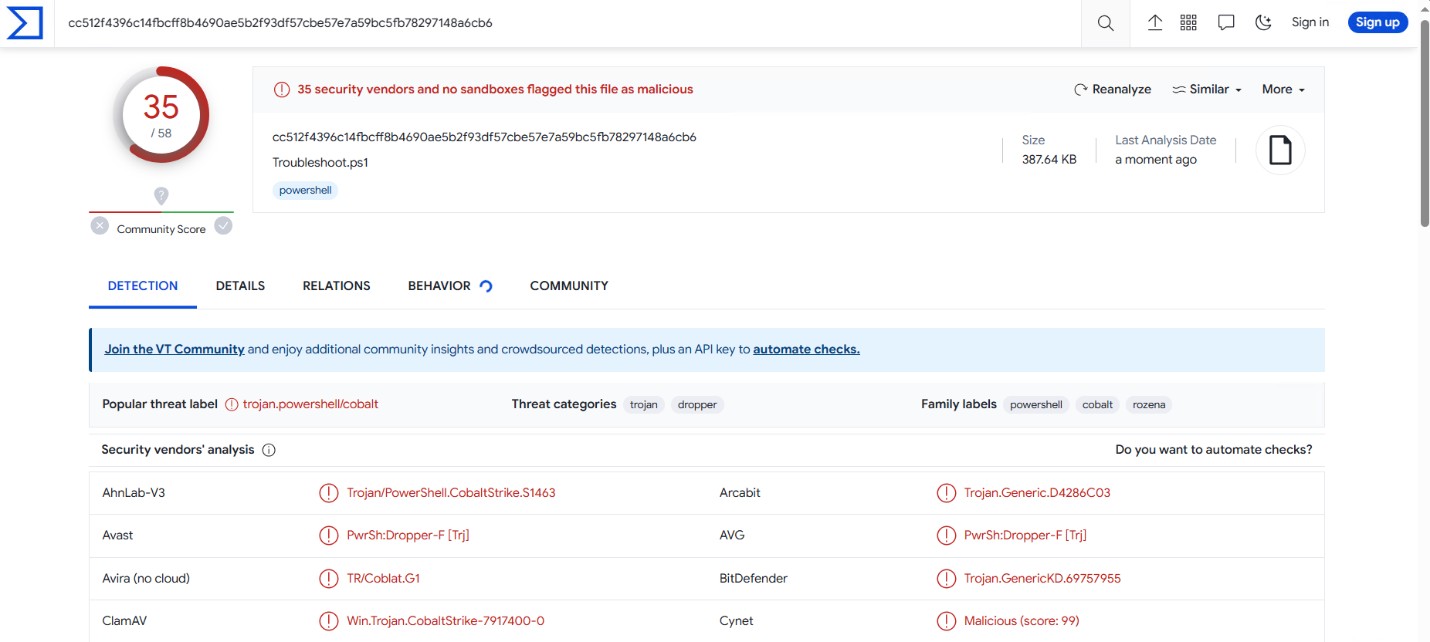 cc512f4396c14fbcff8b4690ae5b2f93df57cbe57e7a59bc5fb78297148a6cb6
Sign in
Sign up
35
/ 58
Community Score
35 security vendors and no sandboxes flagged this file as malicious
Reanalyze
Similar
More
cc512f4396c14fbcff8b4690ae5b2f93df57cbe57e7a59bc5fb78297148a6cb6
Troubleshoot.ps1
powershell
Size
387.64 KB
Last Analysis Date
a moment ago
DETECTION
DETAILS
RELATIONS
BEHAVIOR
COMMUNITY
Join the VT Community and enjoy additional community insights and crowdsourced detections, plus an API key to automate checks.
Popular threat label trojan.powershell/cobalt
Threat categories trojan dropper
Family labels powershell cobalt rozena
Security vendors' analysis
Do you want to automate checks?
AhnLab-V3 Trojan/PowerShell.CobaltStrike.S1463
Arcabit Trojan.Generic.D4286C03
Avast PwrSh:Dropper-F [Trj]
AVG PwrSh:Dropper-F [Trj]
Avira (no cloud) TR/Coblat.G1
BitDefender Trojan.GenericKD.69757955
ClamAV Win.Trojan.CobaltStrike-7917400-0
Cynet Malicious (score: 99)